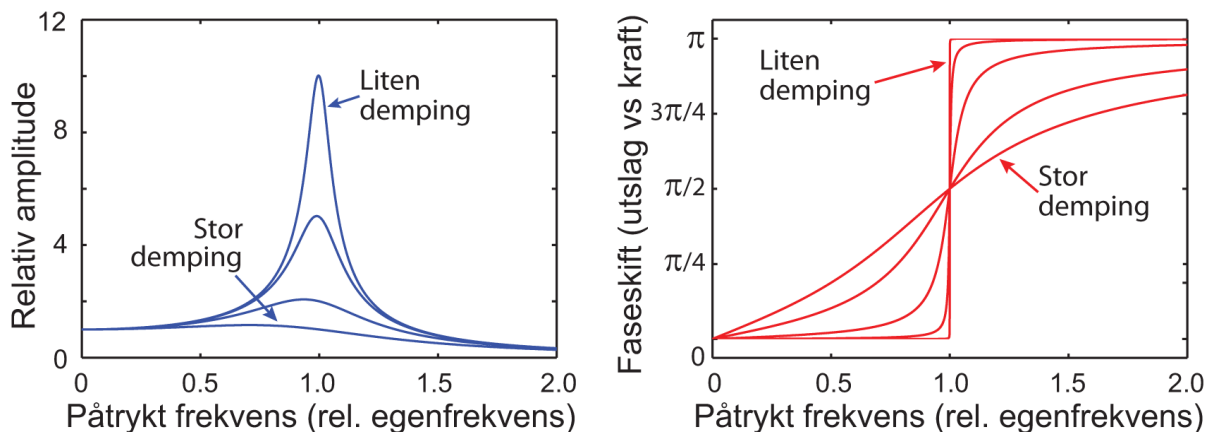 Relativ amplitude
12
8
4
0
Liten
demping
Stor
demping
0
0.5
1.0
1.5
2.0
Påtrykt frekvens (rel. egenfrekvens)
Faseskift (utslag vs kraft)
π
3π/4
π/2
π/4
0
Liten
demping
Stor
demping
0
0.5
1.0
1.5
2.0
Påtrykt frekvens (rel. egenfrekvens)